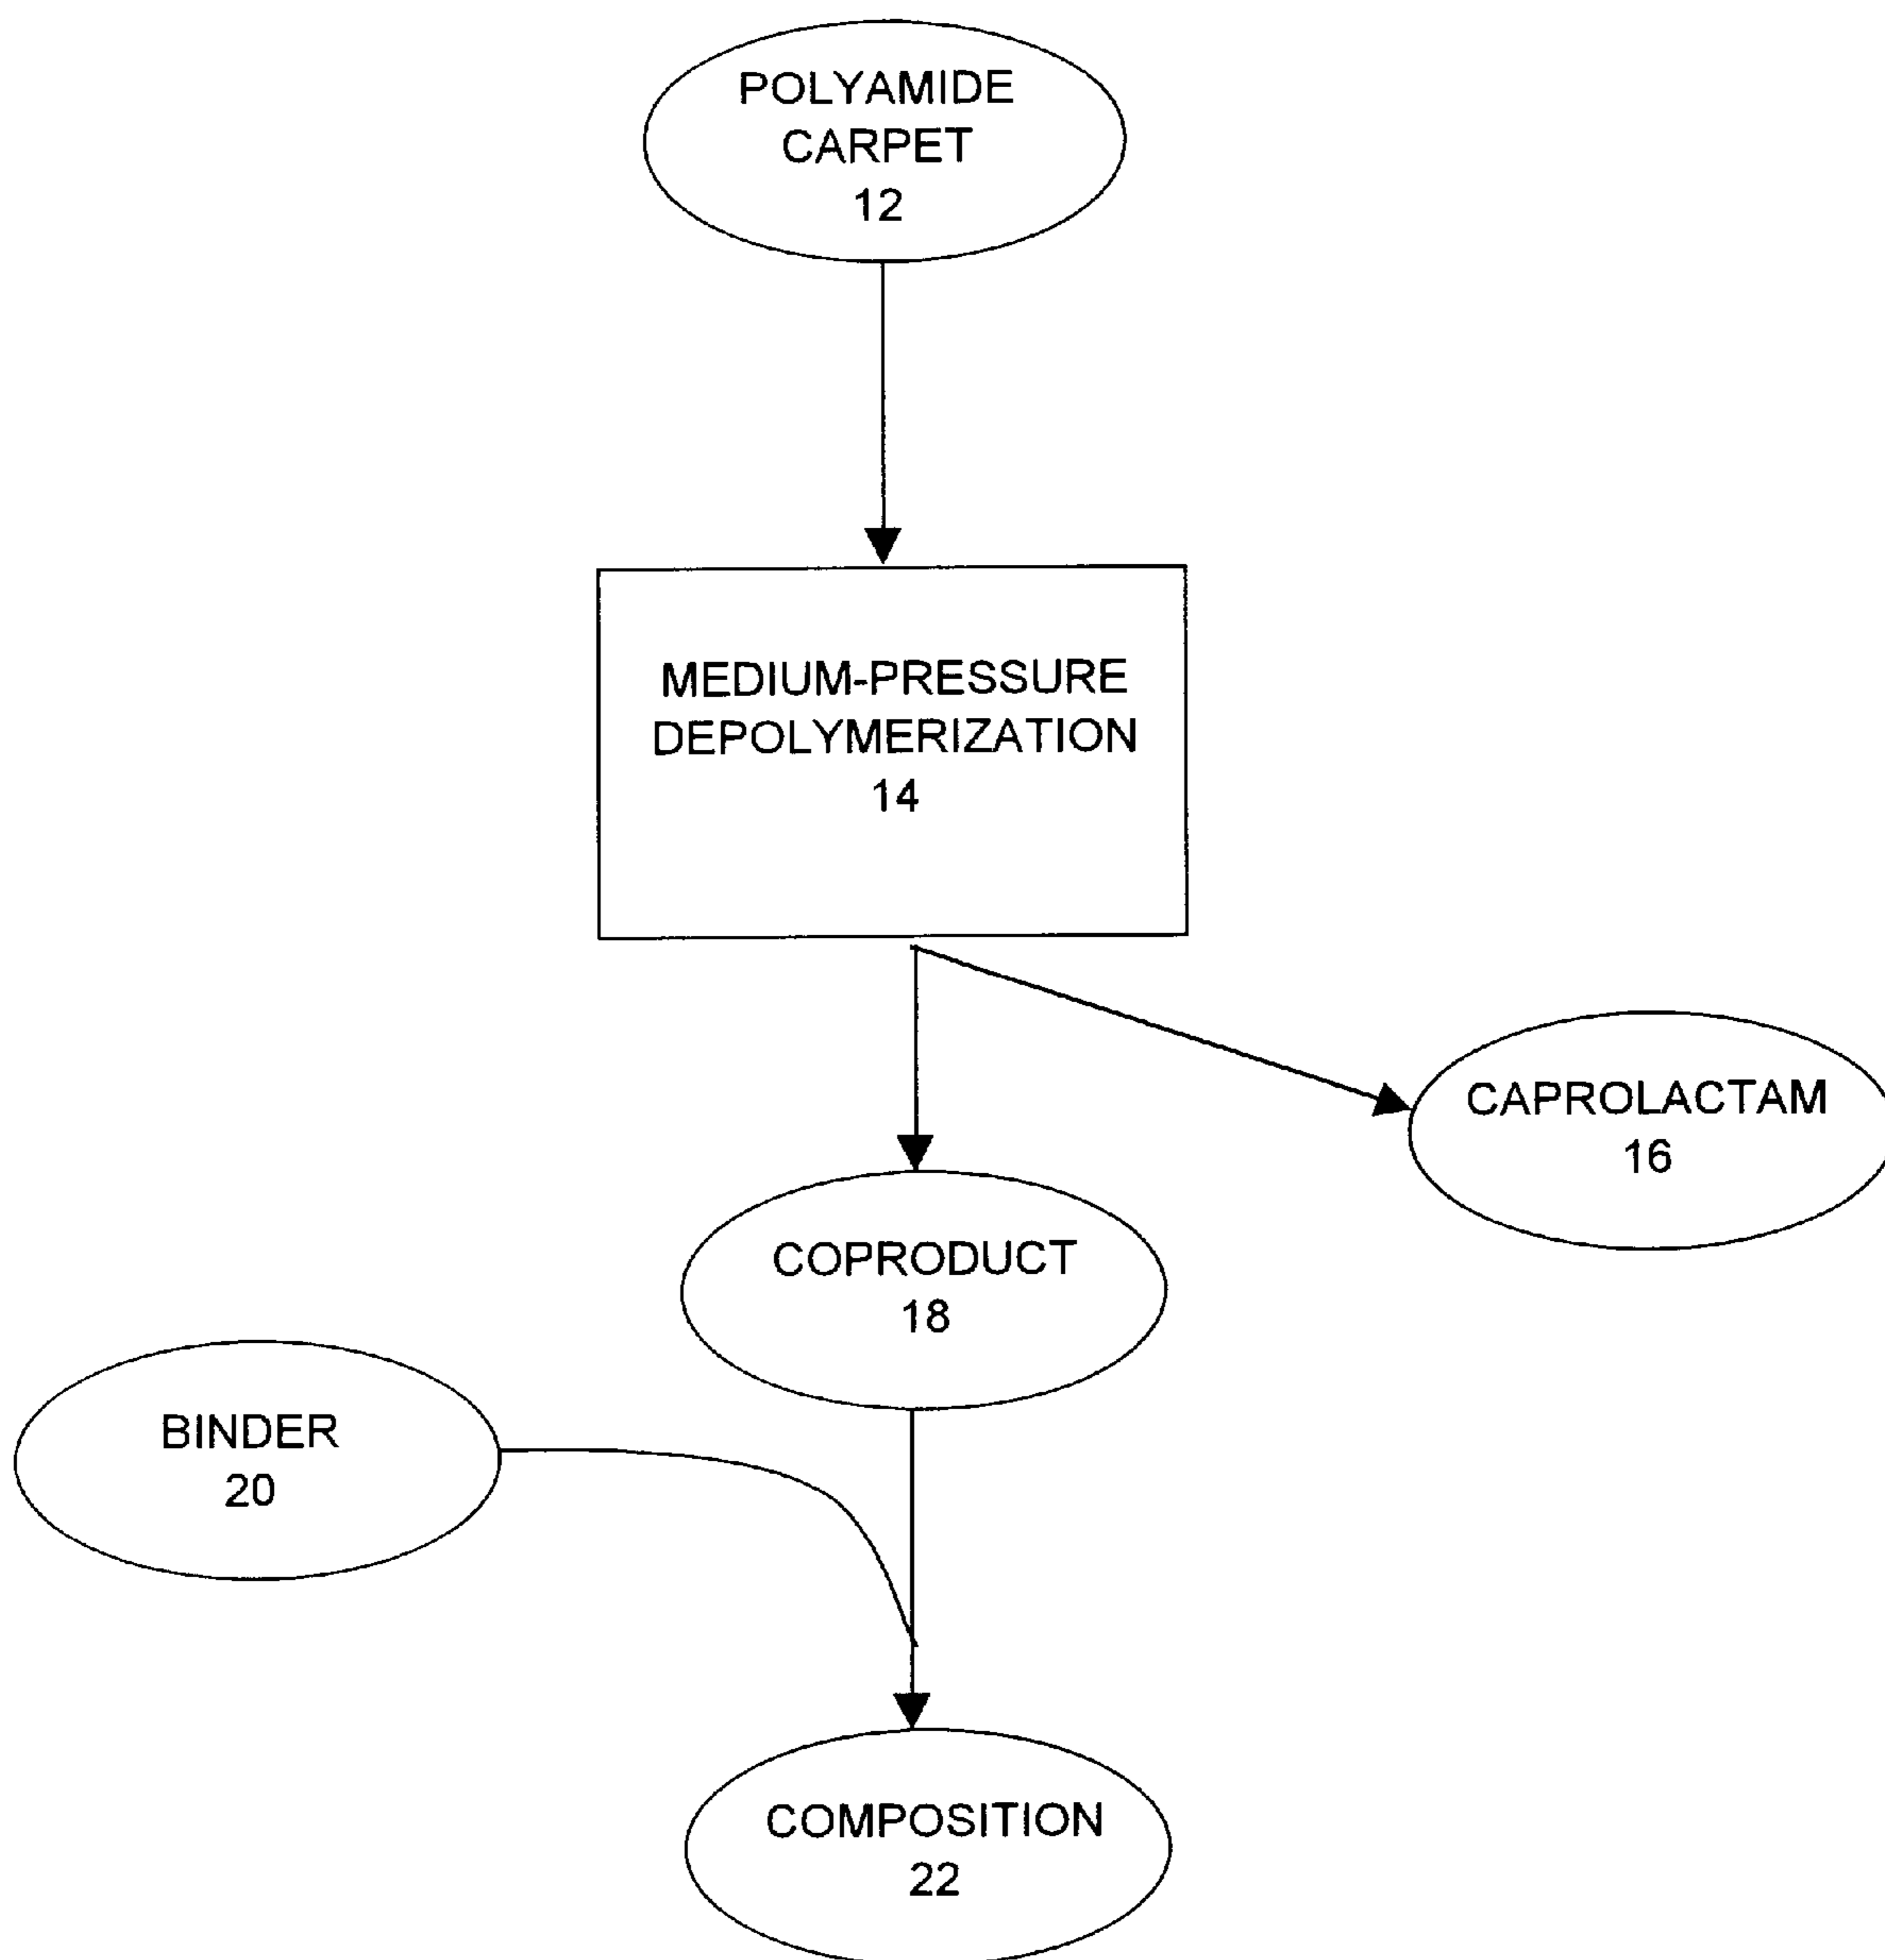 POLYAMIDE
CARPET
12
MEDIUM-PRESSURE
DEPOLYMERIZATION
14
CAPROLACTAM
16
COPRODUCT
18
BINDER
20
COMPOSITION
22